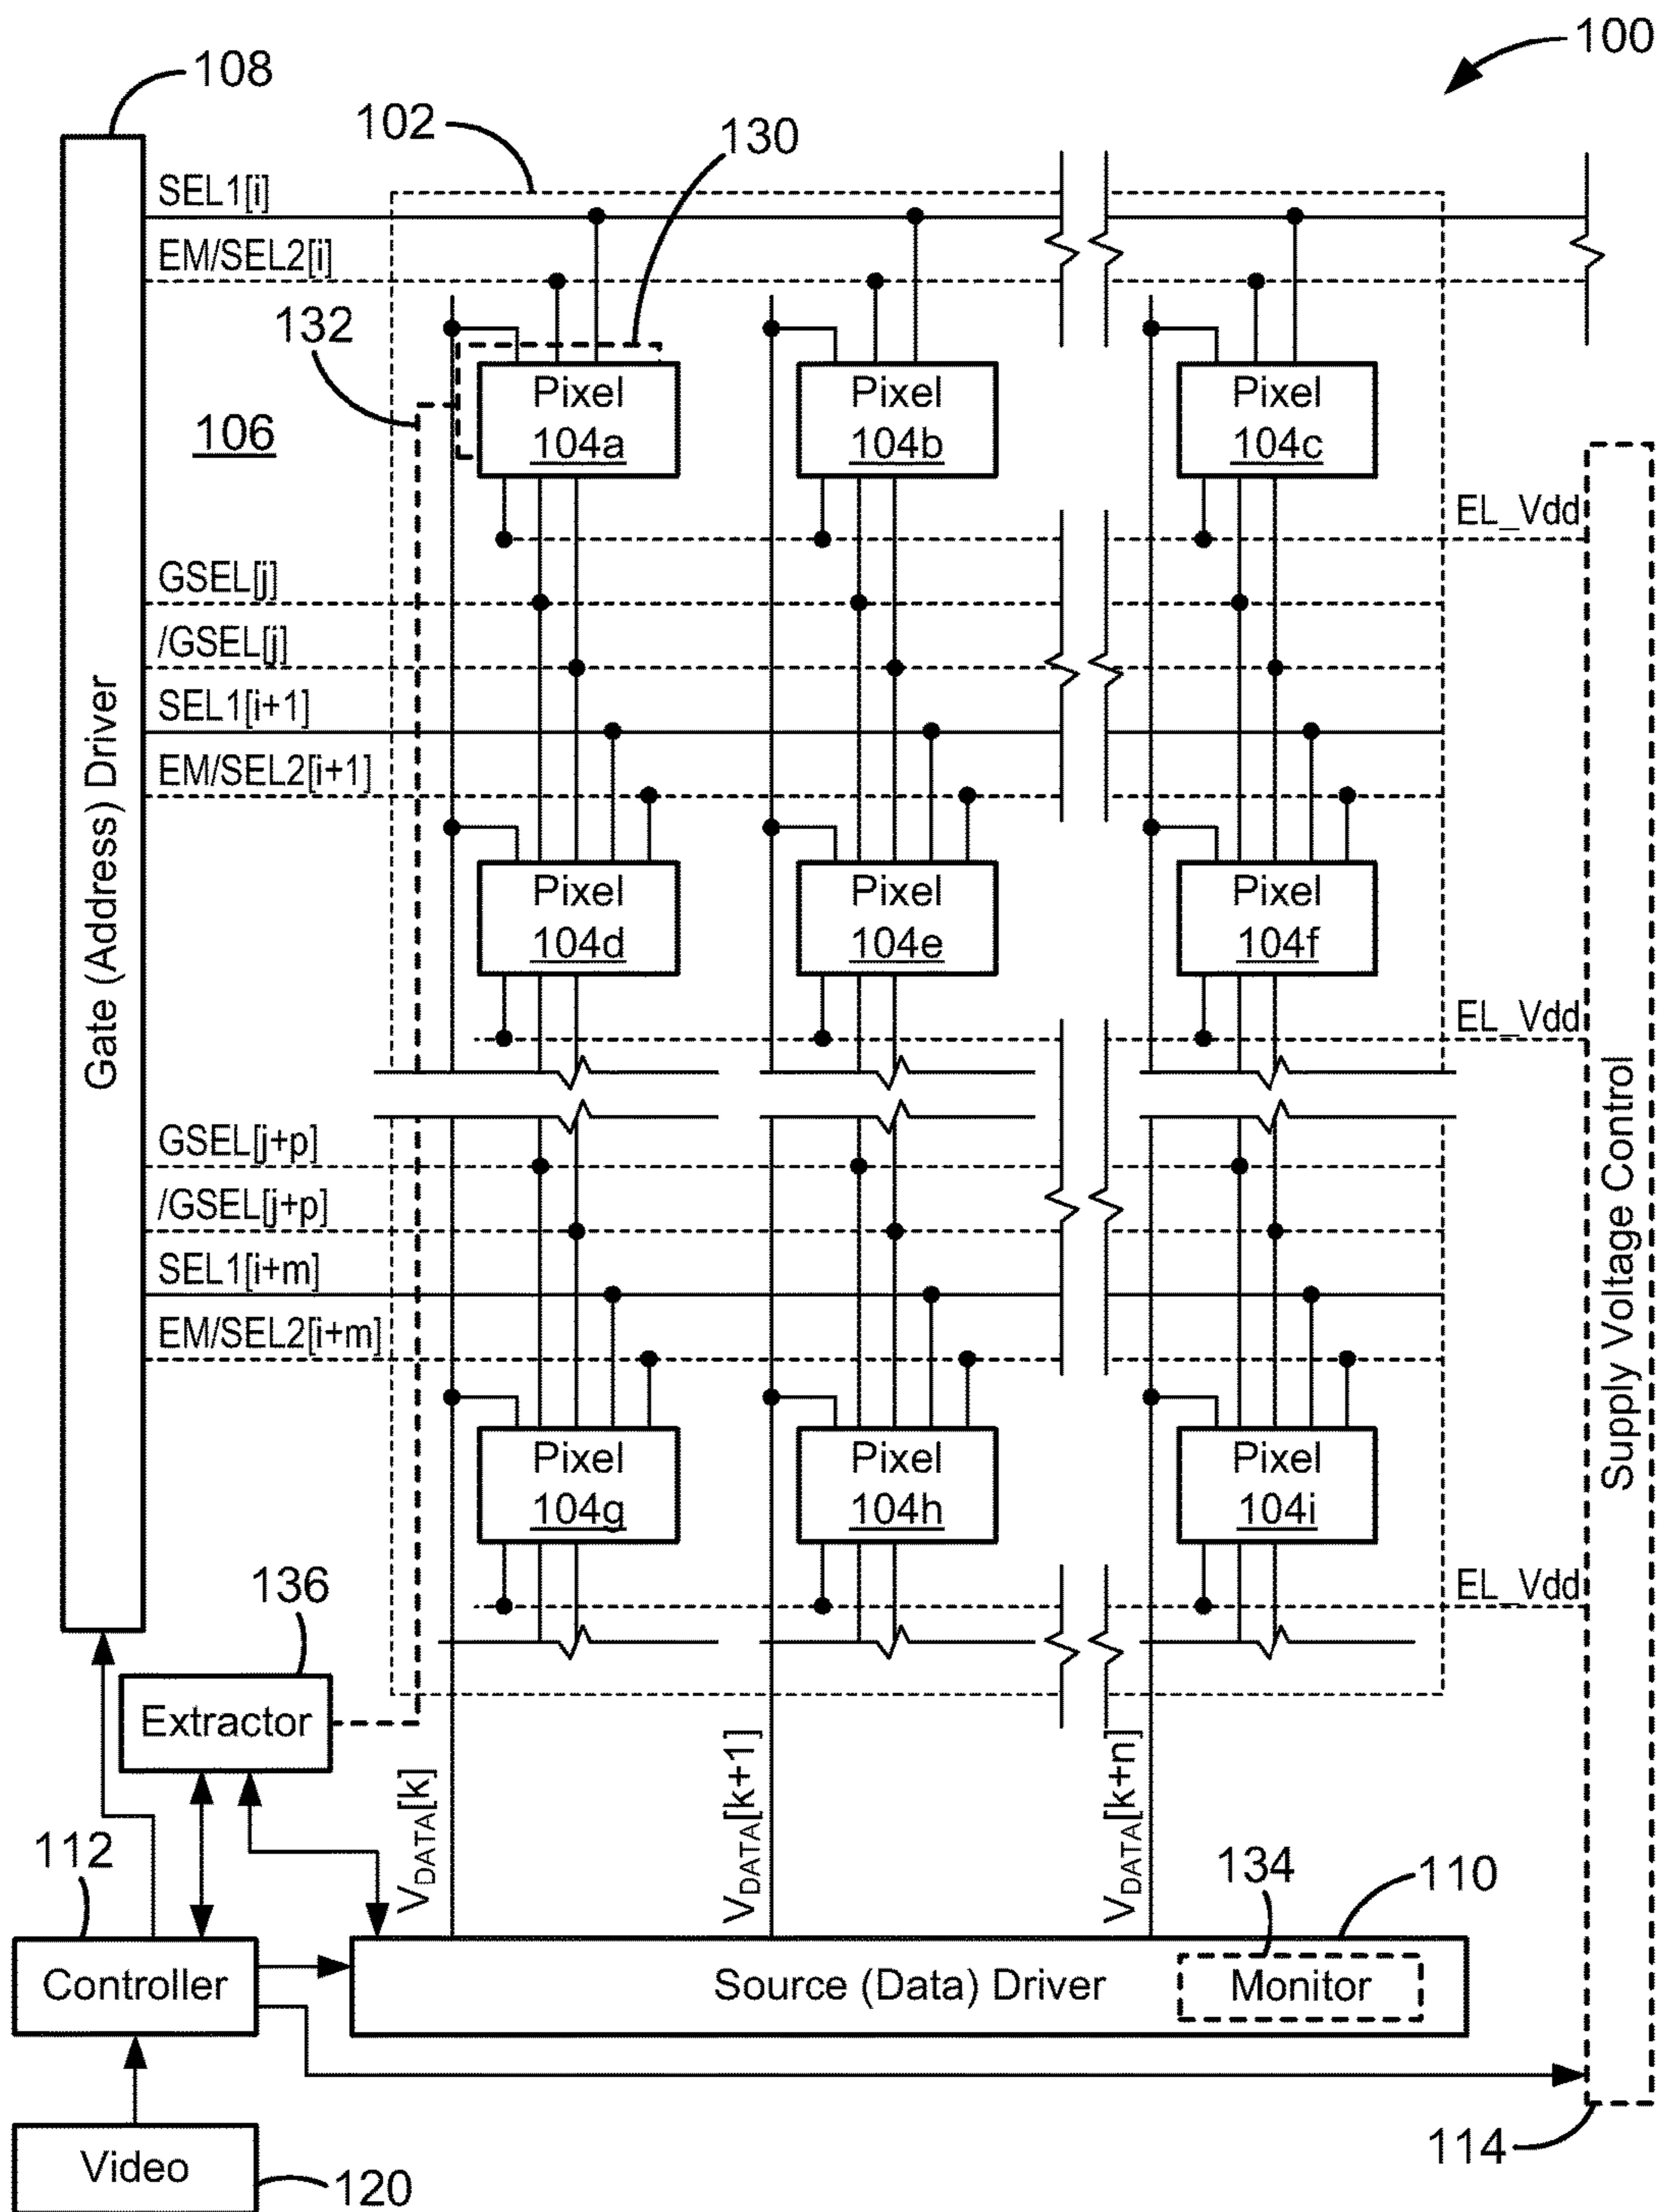 100
108
102
130
SEL1[i]
EM/SEL2[i]
132
106
Pixel
104a
Pixel
104b
Pixel
104c
EL_Vdd
GSEL[j]
/GSEL[j]
SEL1[i+1]
EM/SEL2[i+1]
Gate (Address) Driver
Pixel
104d
Pixel
104e
Pixel
104f
EL_Vdd
Supply Voltage Control
GSEL[j+p]
/GSEL[j+p]
SEL1[i+m]
EM/SEL2[i+m]
Pixel
104g
Pixel
104h
Pixel
104i
EL_Vdd
136
Extractor
VDATA[k]
VDATA[k+1]
VDATA[k+n]
112
134
110
Controller
Source (Data) Driver
Monitor
114
Video
120